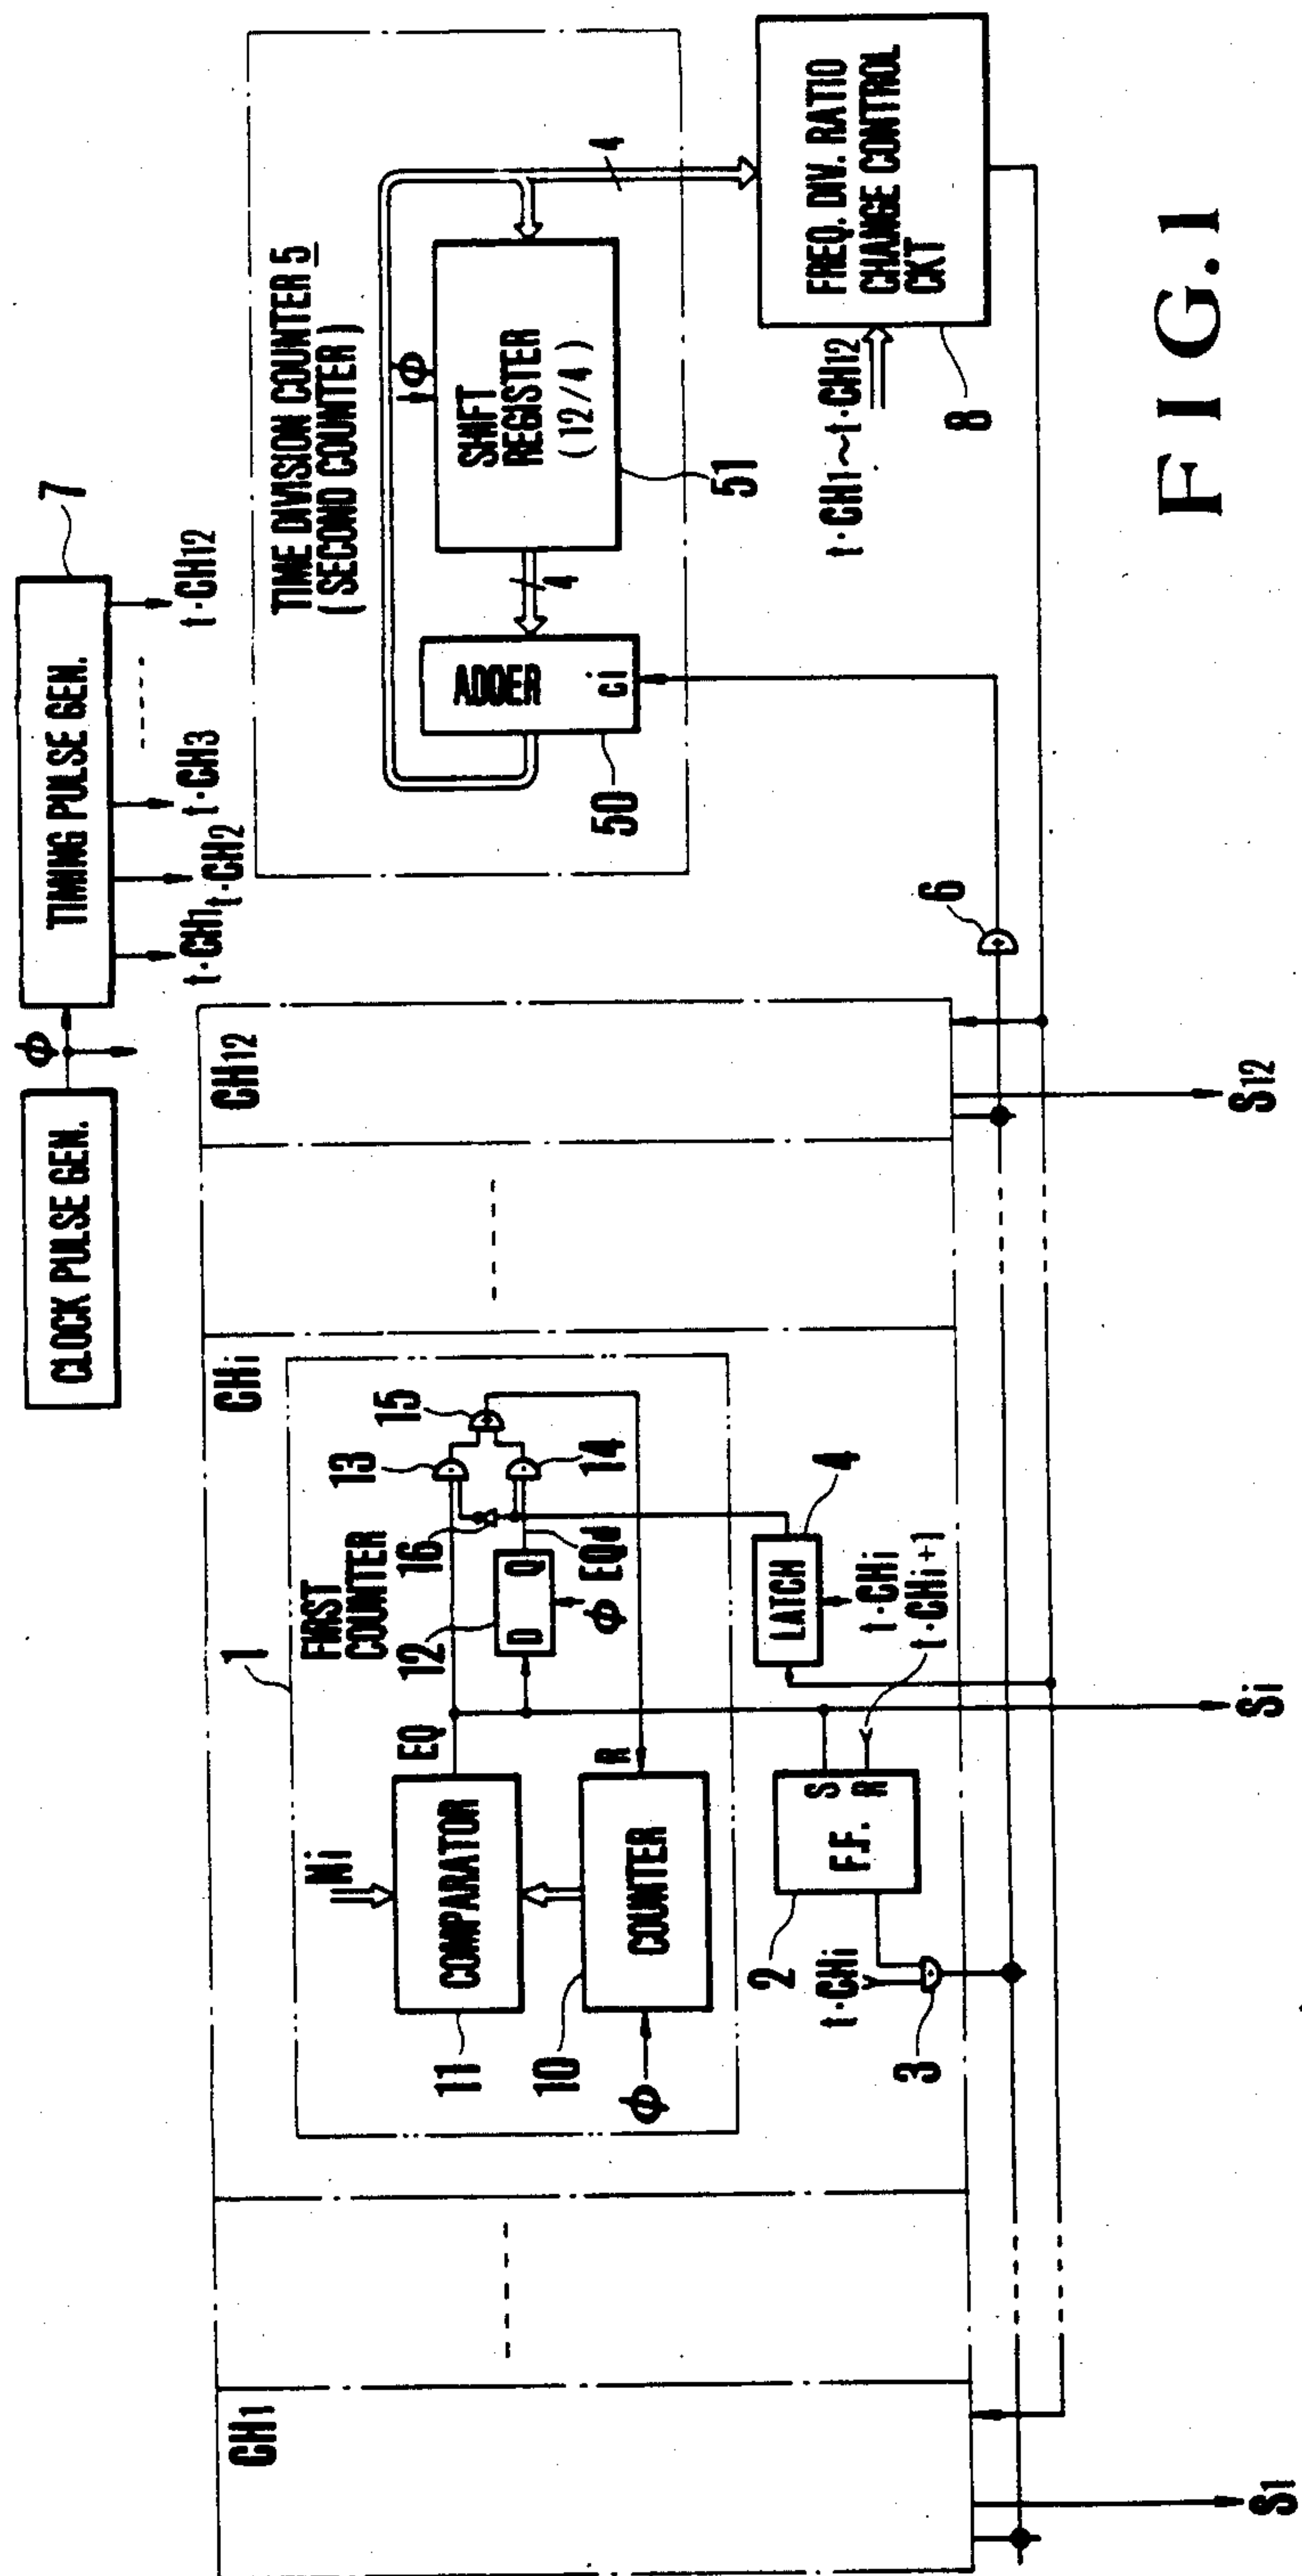 CLOCK PULSE GEN.
Φ
TIMING PULSE GEN.
7
t·CH1
t·CH2
t·CH3
t·CH12
TIME DIVISION COUNTER 5
(SECOND COUNTER)
ADDER
Ci
50
4
Φ
SHIFT
REGISTER
(12/4)
51
4
FREQ. DIV. RATIO
CHANGE CONTROL
CKT
t·CH1~t·CH12
8
6
CH1
S1
CHi
1
FIRST
COUNTER
Ni
COMPARATOR
11
EQ
COUNTER
10
R
Φ
12
D
Q
Φ
EQd
13
14
15
16
F.F.
S
R
2
t·CHi
3
LATCH
4
t·CHi
t·CHi+1
Si
CH12
S12
FIG.1